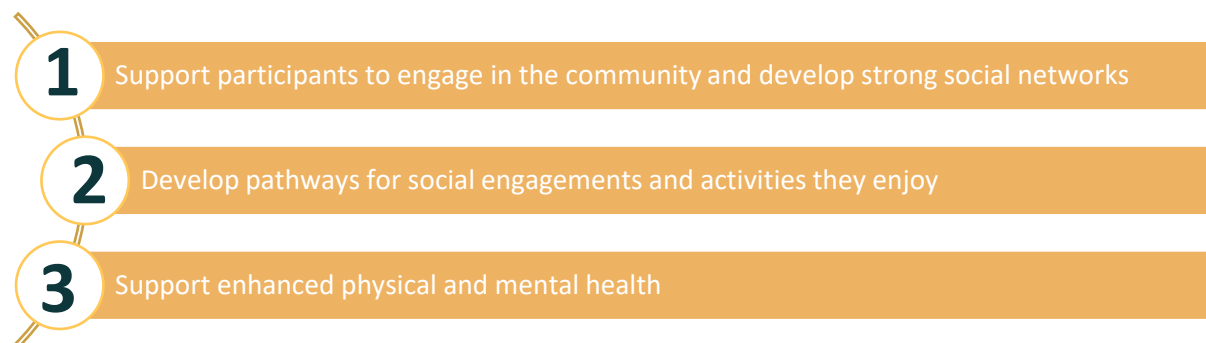 1
Support participants to engage in the community and develop strong social networks
2
Develop pathways for social engagements and activities they enjoy
3
Support enhanced physical and mental health